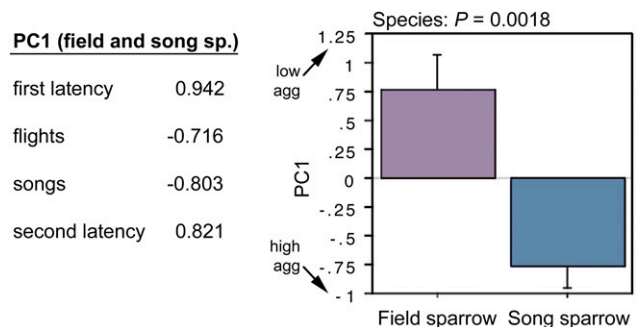 PC1 (field and song sp.)
first latency 0.942
flights -0.716
songs -0.803
second latency 0.821
Species: P = 0.0018
1.25
1
.75
.5
.25
0
-.25
-.5
-.75
-1
low
agg
PC1
high
agg
Field sparrow Song sparrow